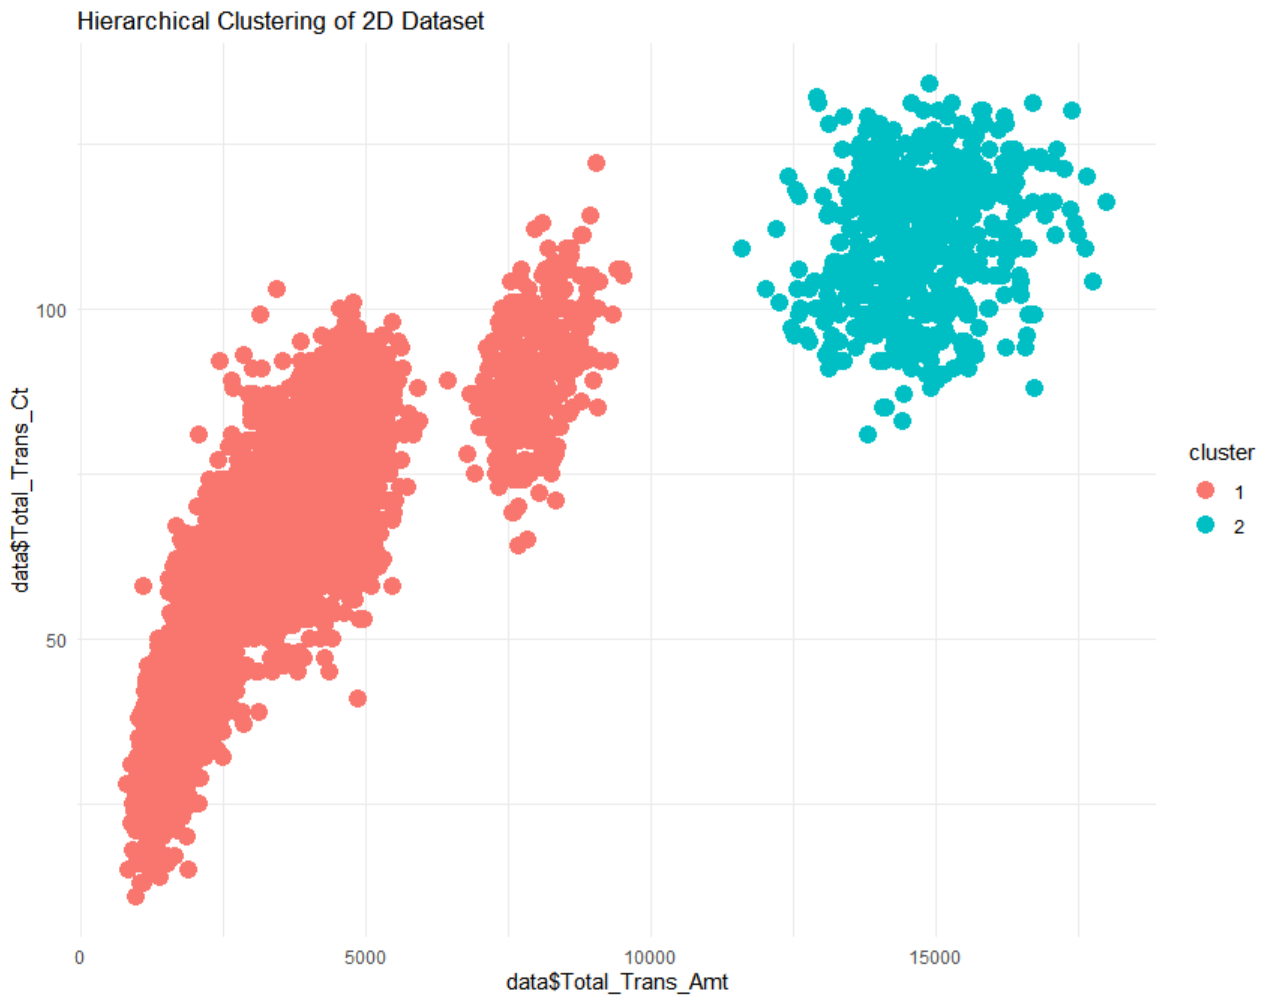 Hierarchical Clustering of 2D Dataset
data$Total_Trans_Ct
100
50
0
5000
10000
15000
data$Total_Trans_Amt
cluster
1
2